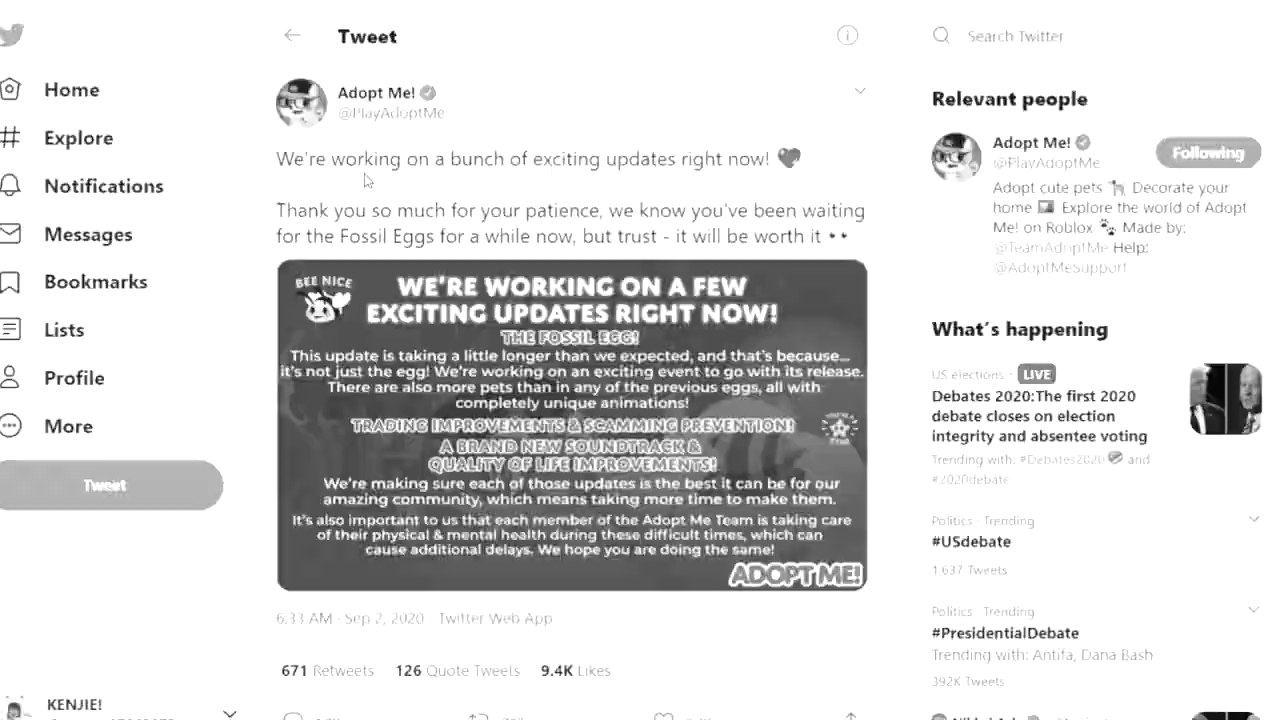 Tweet
Search Twitter
Home
Explore
Notifications
Messages
Bookmarks
Lists
Profile
More
Tweet
KENJIE!
Adopt Me!
@PlayAdoptMe
We're working on a bunch of exciting updates right now!
Thank you so much for your patience, we know you've been waiting
for the Fossil Eggs for a while now, but trust - it will be worth it
BEE NICE
WE'RE WORKING ON A FEW
EXCITING UPDATES RIGHT NOW!
THE FOSSIL EGG!
This update is taking a little longer than we expected, and that's because...
it's not just the egg! We're working on an exciting event to go with its release.
There are also more pets than in any of the previous eggs, all with
completely unique animations!
TRADING IMPROVEMENTS & SCAMMING PREVENTION!
A BRAND NEW SOUNDTRACK &
QUALITY OF LIFE IMPROVEMENTS!
We're making sure each of those updates is the best it can be for our
amazing community, which means taking more time to make them.
It's also important to us that each member of the Adopt Me Team is taking care
of their physical & mental health during these difficult times, which can
cause additional delays. We hope you are doing the same!
ADOPT ME!
6:33 AM · Sep 2, 2020 · Twitter Web App
671 Retweets 126 Quote Tweets 9.4K Likes
Relevant people
Adopt Me!
@PlayAdoptMe
Following
Adopt cute pets Decorate your
home Explore the world of Adopt
Me! on Roblox Made by:
@TeamAdoptMe Help:
@AdoptMeSupport
What's happening
US elections · LIVE
Debates 2020:The first 2020
debate closes on election
integrity and absentee voting
Trending with: #Debates2020 and
#2020debate
Politics · Trending
#USdebate
1,637 Tweets
Politics · Trending
#PresidentialDebate
Trending with: Antifa, Dana Bash
392K Tweets